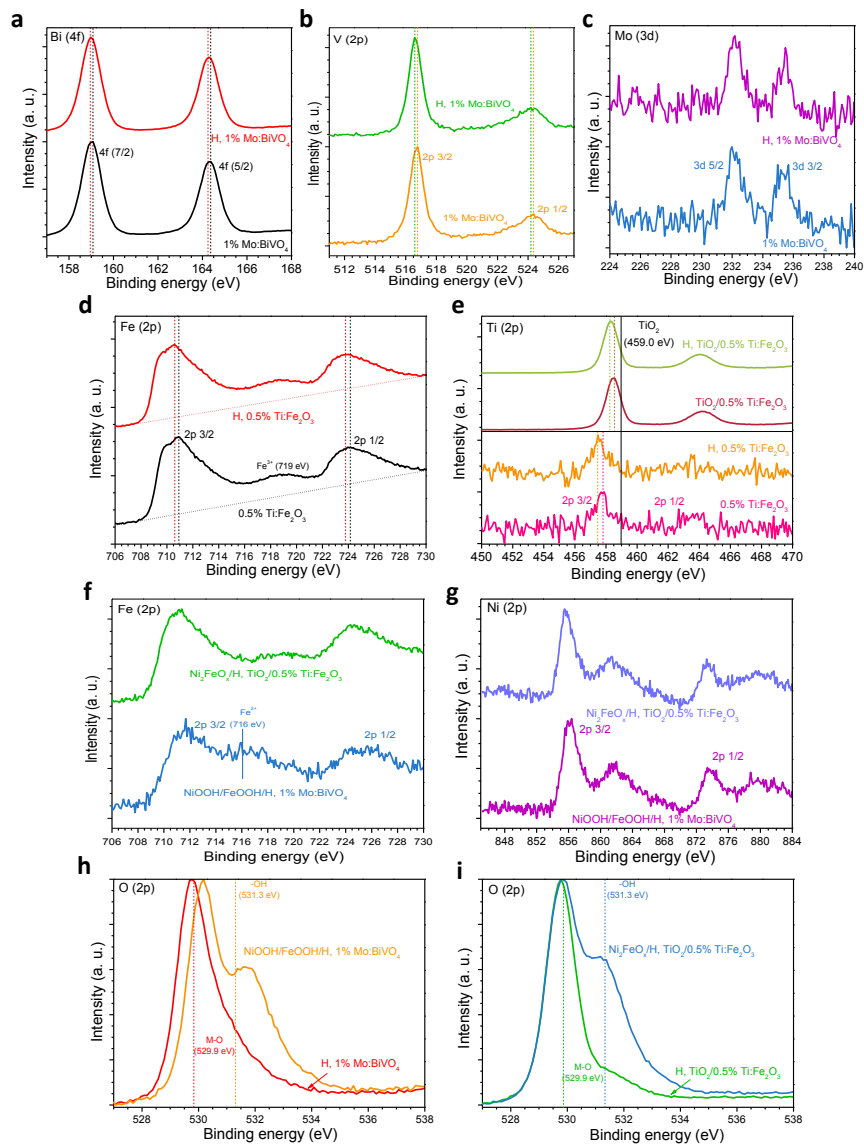 a
Bi (4f)
H, 1% Mo:BiVO4
4f (7/2)
4f (5/2)
1% Mo:BiVO4
158 160 162 164 166 168
Binding energy (eV)
Intensity (a. u.)
b
V (2p)
H, 1% Mo:BiVO4
2p 3/2
2p 1/2
1% Mo:BiVO4
512 514 516 518 520 522 524 526
Binding energy (eV)
Intensity (a. u.)
c
Mo (3d)
H, 1% Mo:BiVO4
3d 5/2
3d 3/2
1% Mo:BiVO4
224 226 228 230 232 234 236 238 240
Binding energy (eV)
Intensity (a. u.)
d
Fe (2p)
H, 0.5% Ti:Fe2O3
2p 3/2
2p 1/2
Fe3+ (719 eV)
0.5% Ti:Fe2O3
706 708 710 712 714 716 718 720 722 724 726 728 730
Binding energy (eV)
Intensity (a. u.)
e
Ti (2p)
TiO2
(459.0 eV)
H, TiO2/0.5% Ti:Fe2O3
TiO2/0.5% Ti:Fe2O3
H, 0.5% Ti:Fe2O3
2p 3/2
2p 1/2
0.5% Ti:Fe2O3
450 452 454 456 458 460 462 464 466 468 470
Binding energy (eV)
Intensity (a. u.)
f
Fe (2p)
Ni2FeOx/H, TiO2/0.5% Ti:Fe2O3
Fe2+
2p 3/2 (716 eV)
2p 1/2
NiOOH/FeOOH/H, 1% Mo:BiVO4
706 708 710 712 714 716 718 720 722 724 726 728 730
Binding energy (eV)
Intensity (a. u.)
g
Ni (2p)
Ni2FeOx/H, TiO2/0.5% Ti:Fe2O3
2p 3/2
2p 1/2
NiOOH/FeOOH/H, 1% Mo:BiVO4
848 852 856 860 864 868 872 876 880 884
Binding energy (eV)
Intensity (a. u.)
h
O (2p)
-OH
(531.3 eV)
NiOOH/FeOOH/H, 1% Mo:BiVO4
M-O
(529.9 eV)
H, 1% Mo:BiVO4
528 530 532 534 536 538
Binding energy (eV)
Intensity (a. u.)
i
O (2p)
-OH
(531.3 eV)
Ni2FeOx/H, TiO2/0.5% Ti:Fe2O3
M-O
(529.9 eV)
H, TiO2/0.5% Ti:Fe2O3
528 530 532 534 536 538
Binding energy (eV)
Intensity (a. u.)